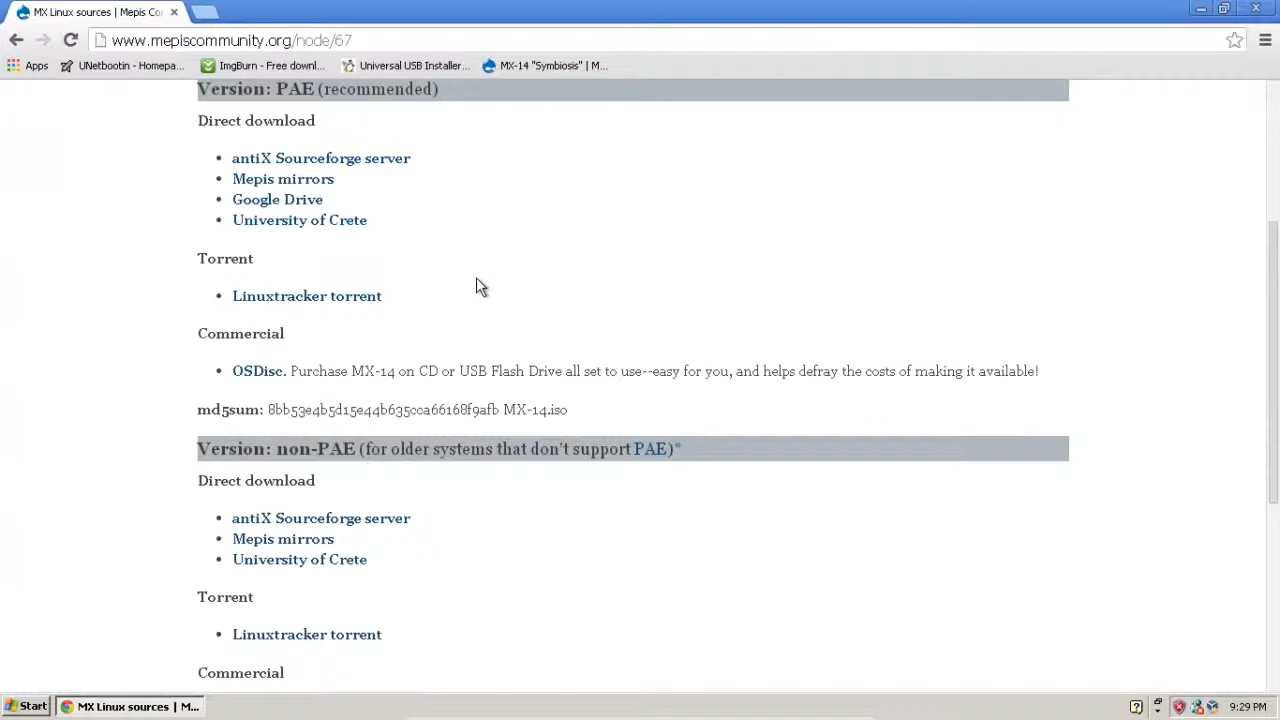 MX Linux sources | Mepis Co
www.mepiscommunity.org/node/67
Apps
UNetbootin - Homepa...
ImgBurn - Free downl...
Universal USB Installer...
MX-14 "Symbiosis" | M...
Version: PAE (recommended)
Direct download
antiX Sourceforge server
Mepis mirrors
Google Drive
University of Crete
Torrent
Linuxtracker torrent
Commercial
OSDisc. Purchase MX-14 on CD or USB Flash Drive all set to use--easy for you, and helps defray the costs of making it available!
md5sum: 8bb53e4b5d15e44b635cca66168f9afb MX-14.iso
Version: non-PAE (for older systems that don't support PAE)*
Direct download
antiX Sourceforge server
Mepis mirrors
University of Crete
Torrent
Linuxtracker torrent
Commercial
Start
MX Linux sources | M...
9:29 PM